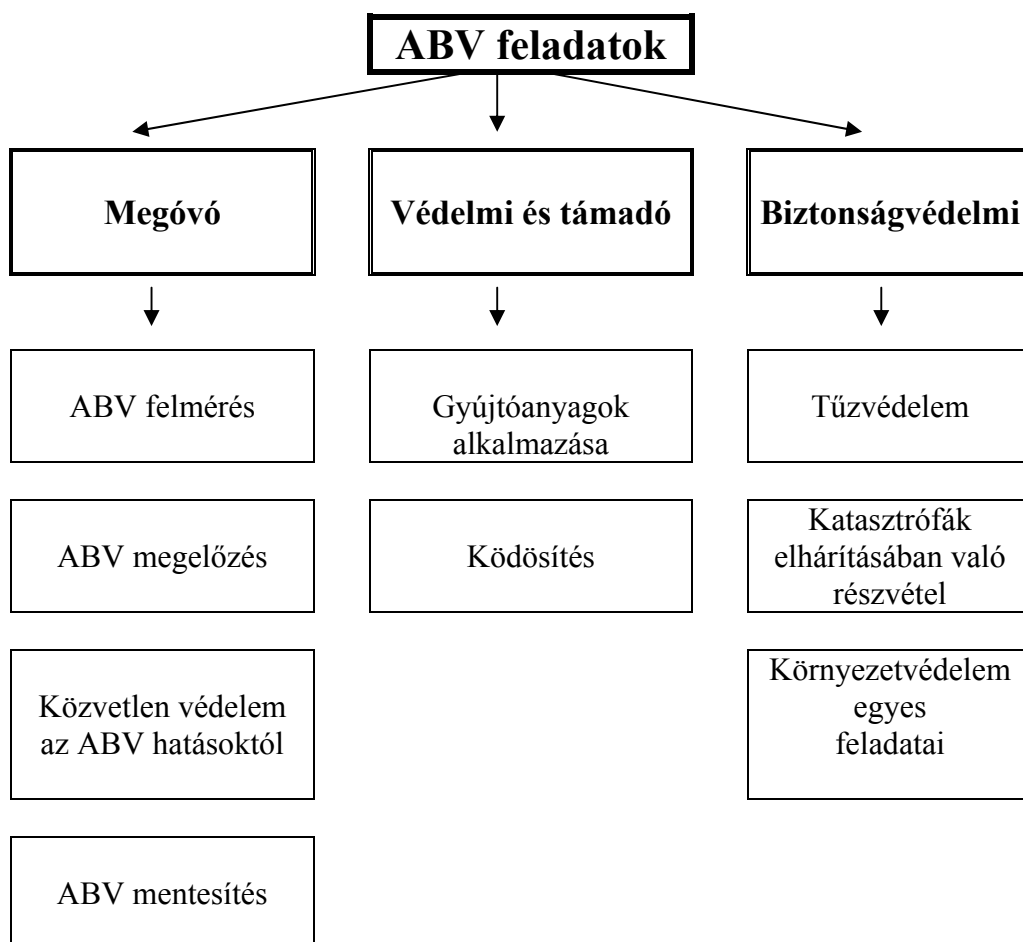 ABV feladatok
Megóvó
Védelmi és támadó
Biztonságvédelmi
ABV felmérés
Gyújtóanyagok
alkalmazása
Tűzvédelem
ABV megelőzés
Ködösítés
Katasztrófák
elhárításában való
részvétel
Közvetlen védelem
az ABV hatásoktól
Környezetvédelem
egyes
feladatai
ABV mentesítés